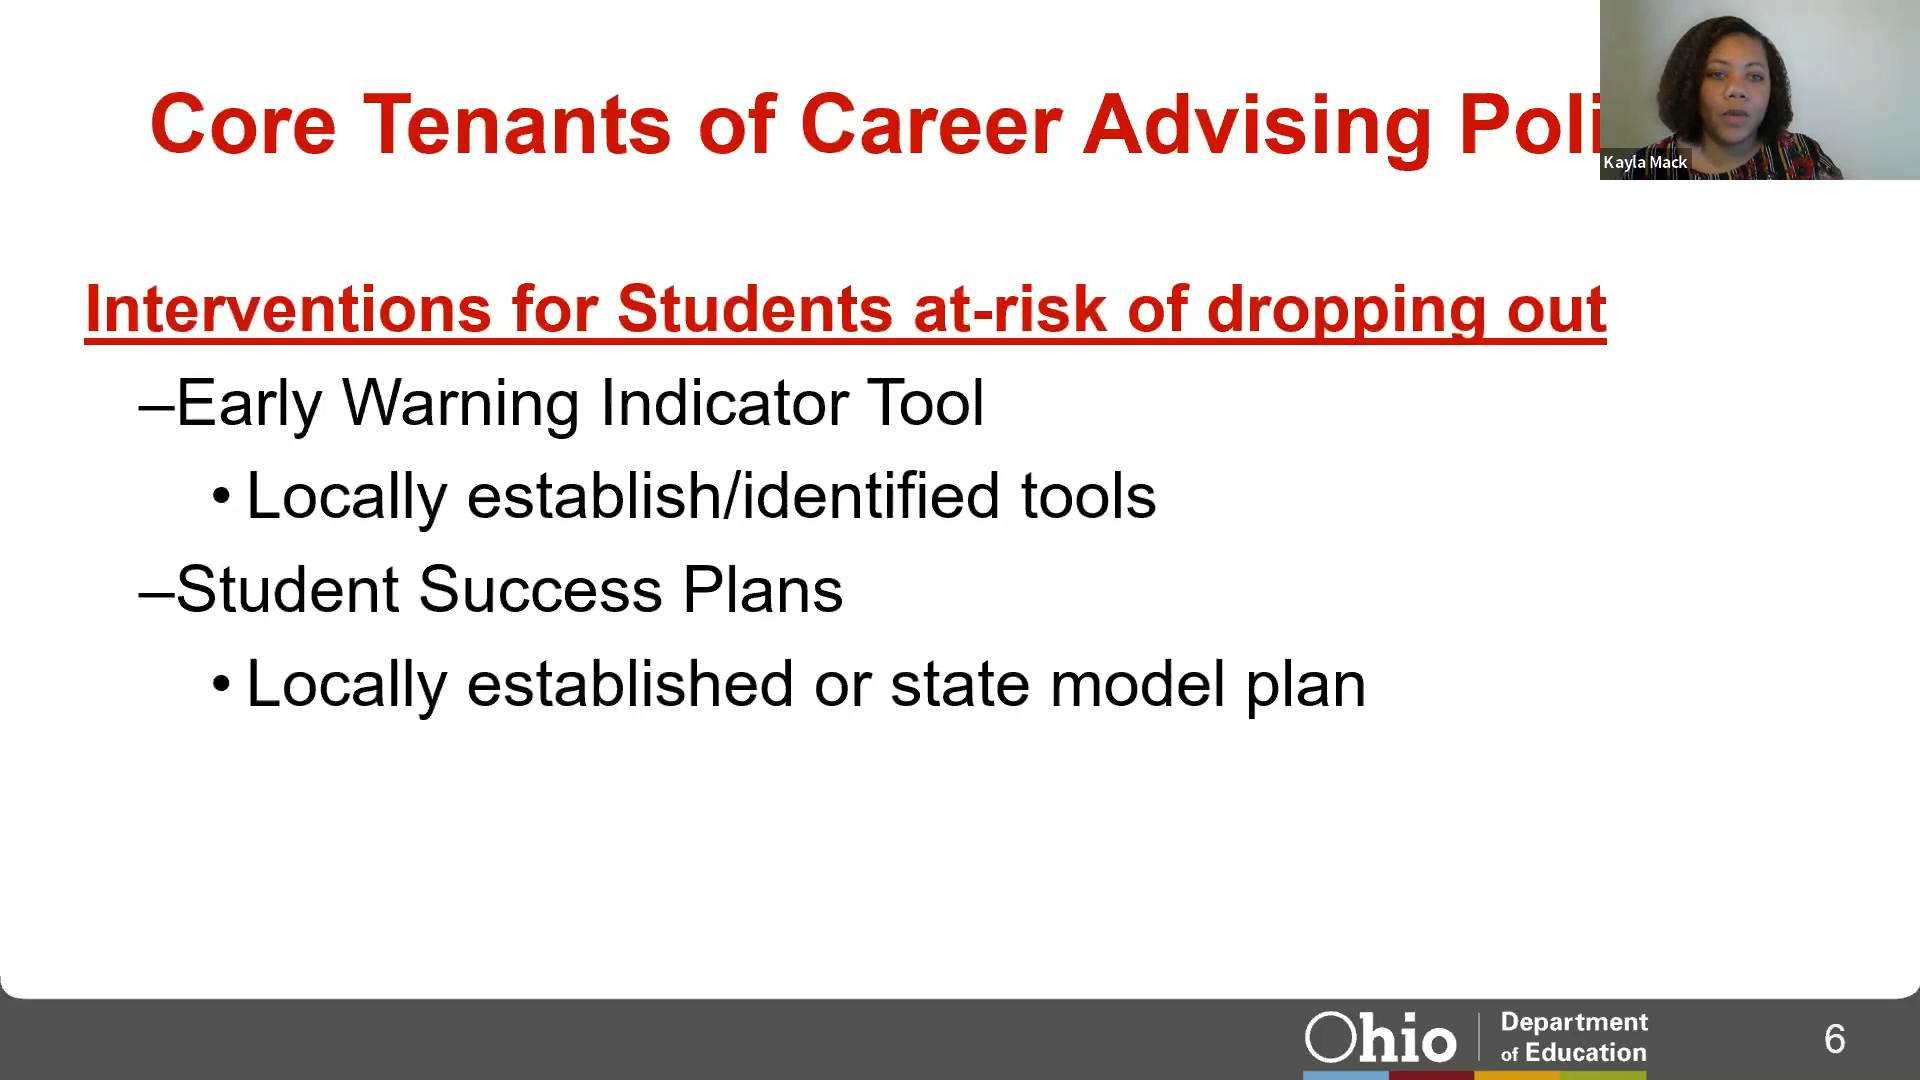 Core Tenants of Career Advising Poli
Kayla Mack
Interventions for Students at-risk of dropping out
–Early Warning Indicator Tool
• Locally establish/identified tools
–Student Success Plans
• Locally established or state model plan
Ohio
Department
of Education
6